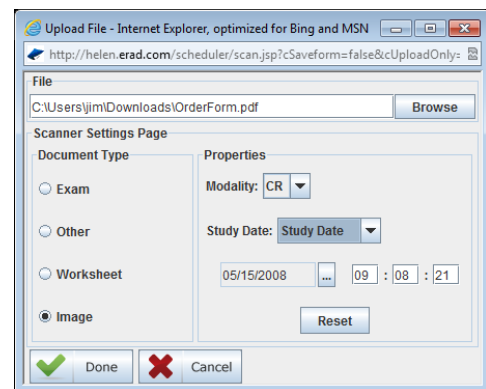 Upload File - Internet Explorer, optimized for Bing and MSN
http://helen.erad.com/scheduler/scan.jsp?cSaveform=false&cUploadOnly=
File
C:\Users\jim\Downloads\OrderForm.pdf Browse
Scanner Settings Page
Document Type Properties
Exam Modality: CR
Other Study Date: Study Date
Worksheet 05/15/2008 ... 09 : 08 : 21
Image Reset
Done Cancel